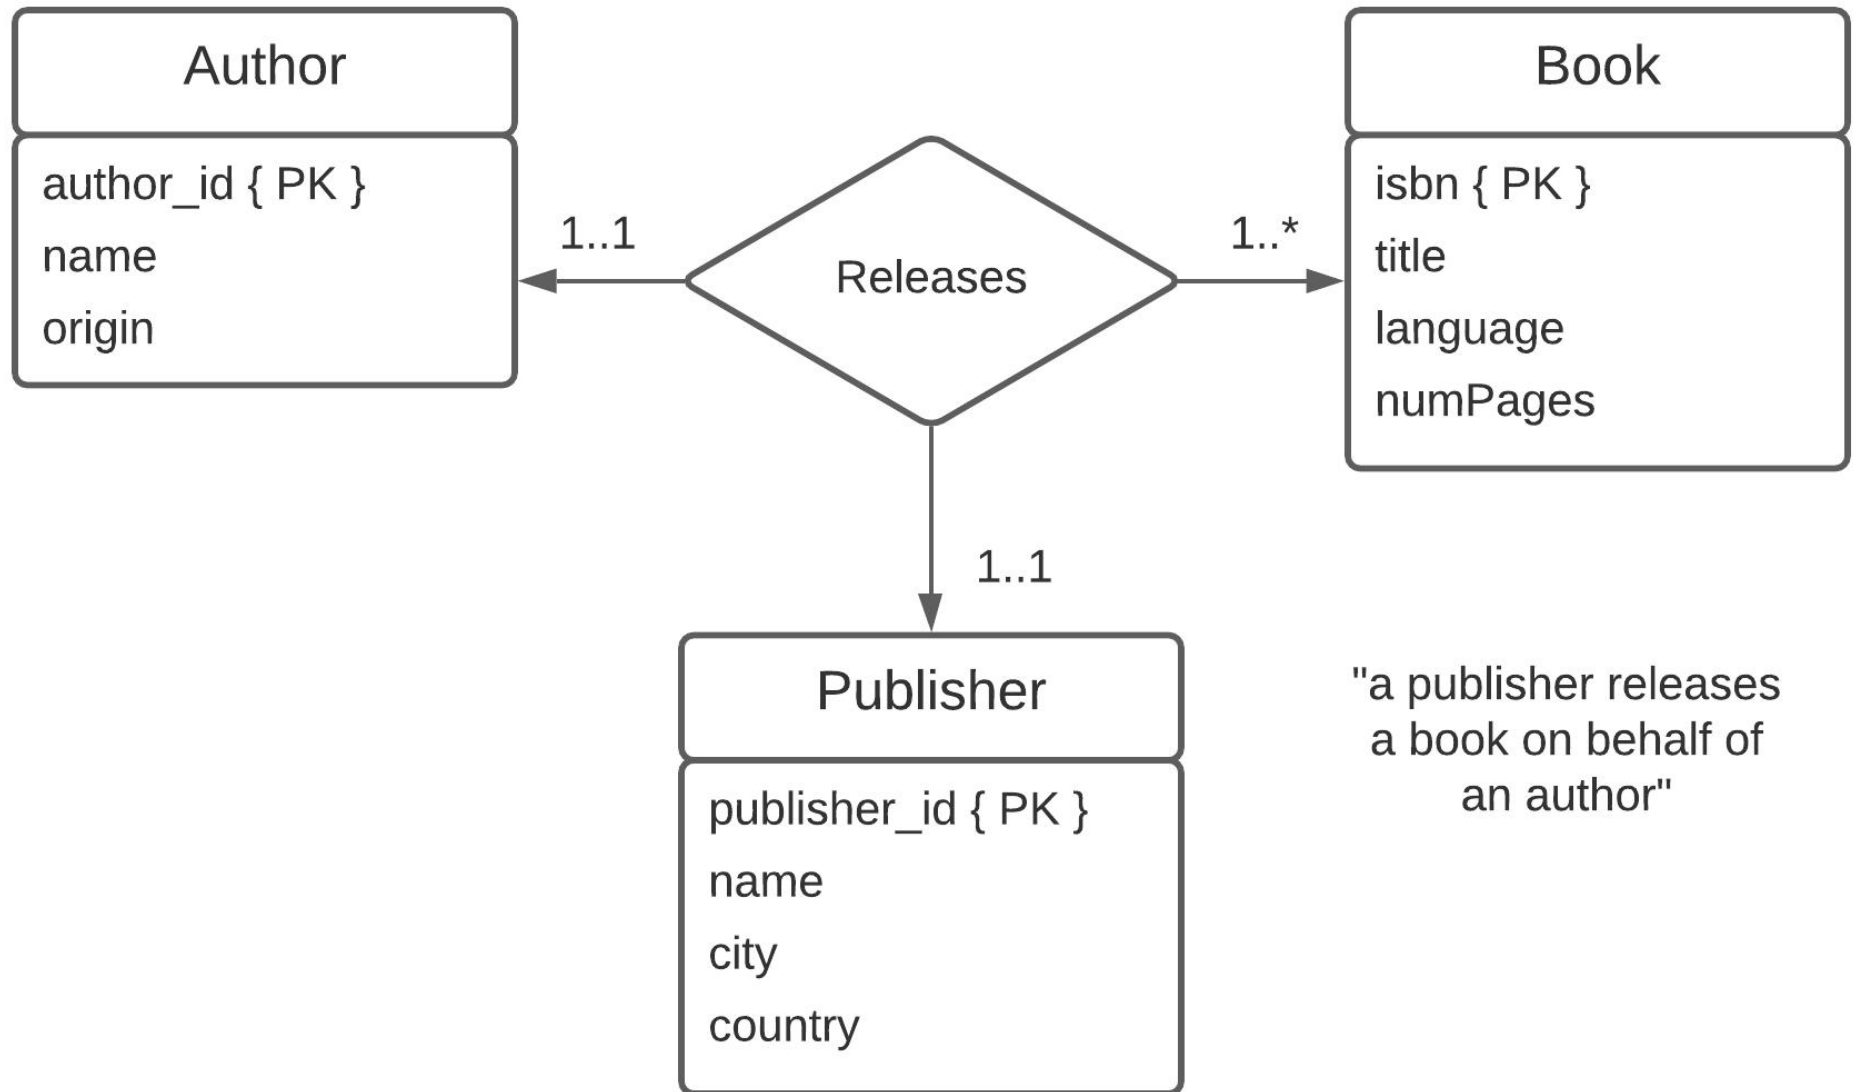 Author
author_id { PK }
name
origin
1..1
Releases
1..*
Book
isbn { PK }
title
language
numPages
1..1
Publisher
publisher_id { PK }
name
city
country
"a publisher releases
a book on behalf of
an author"